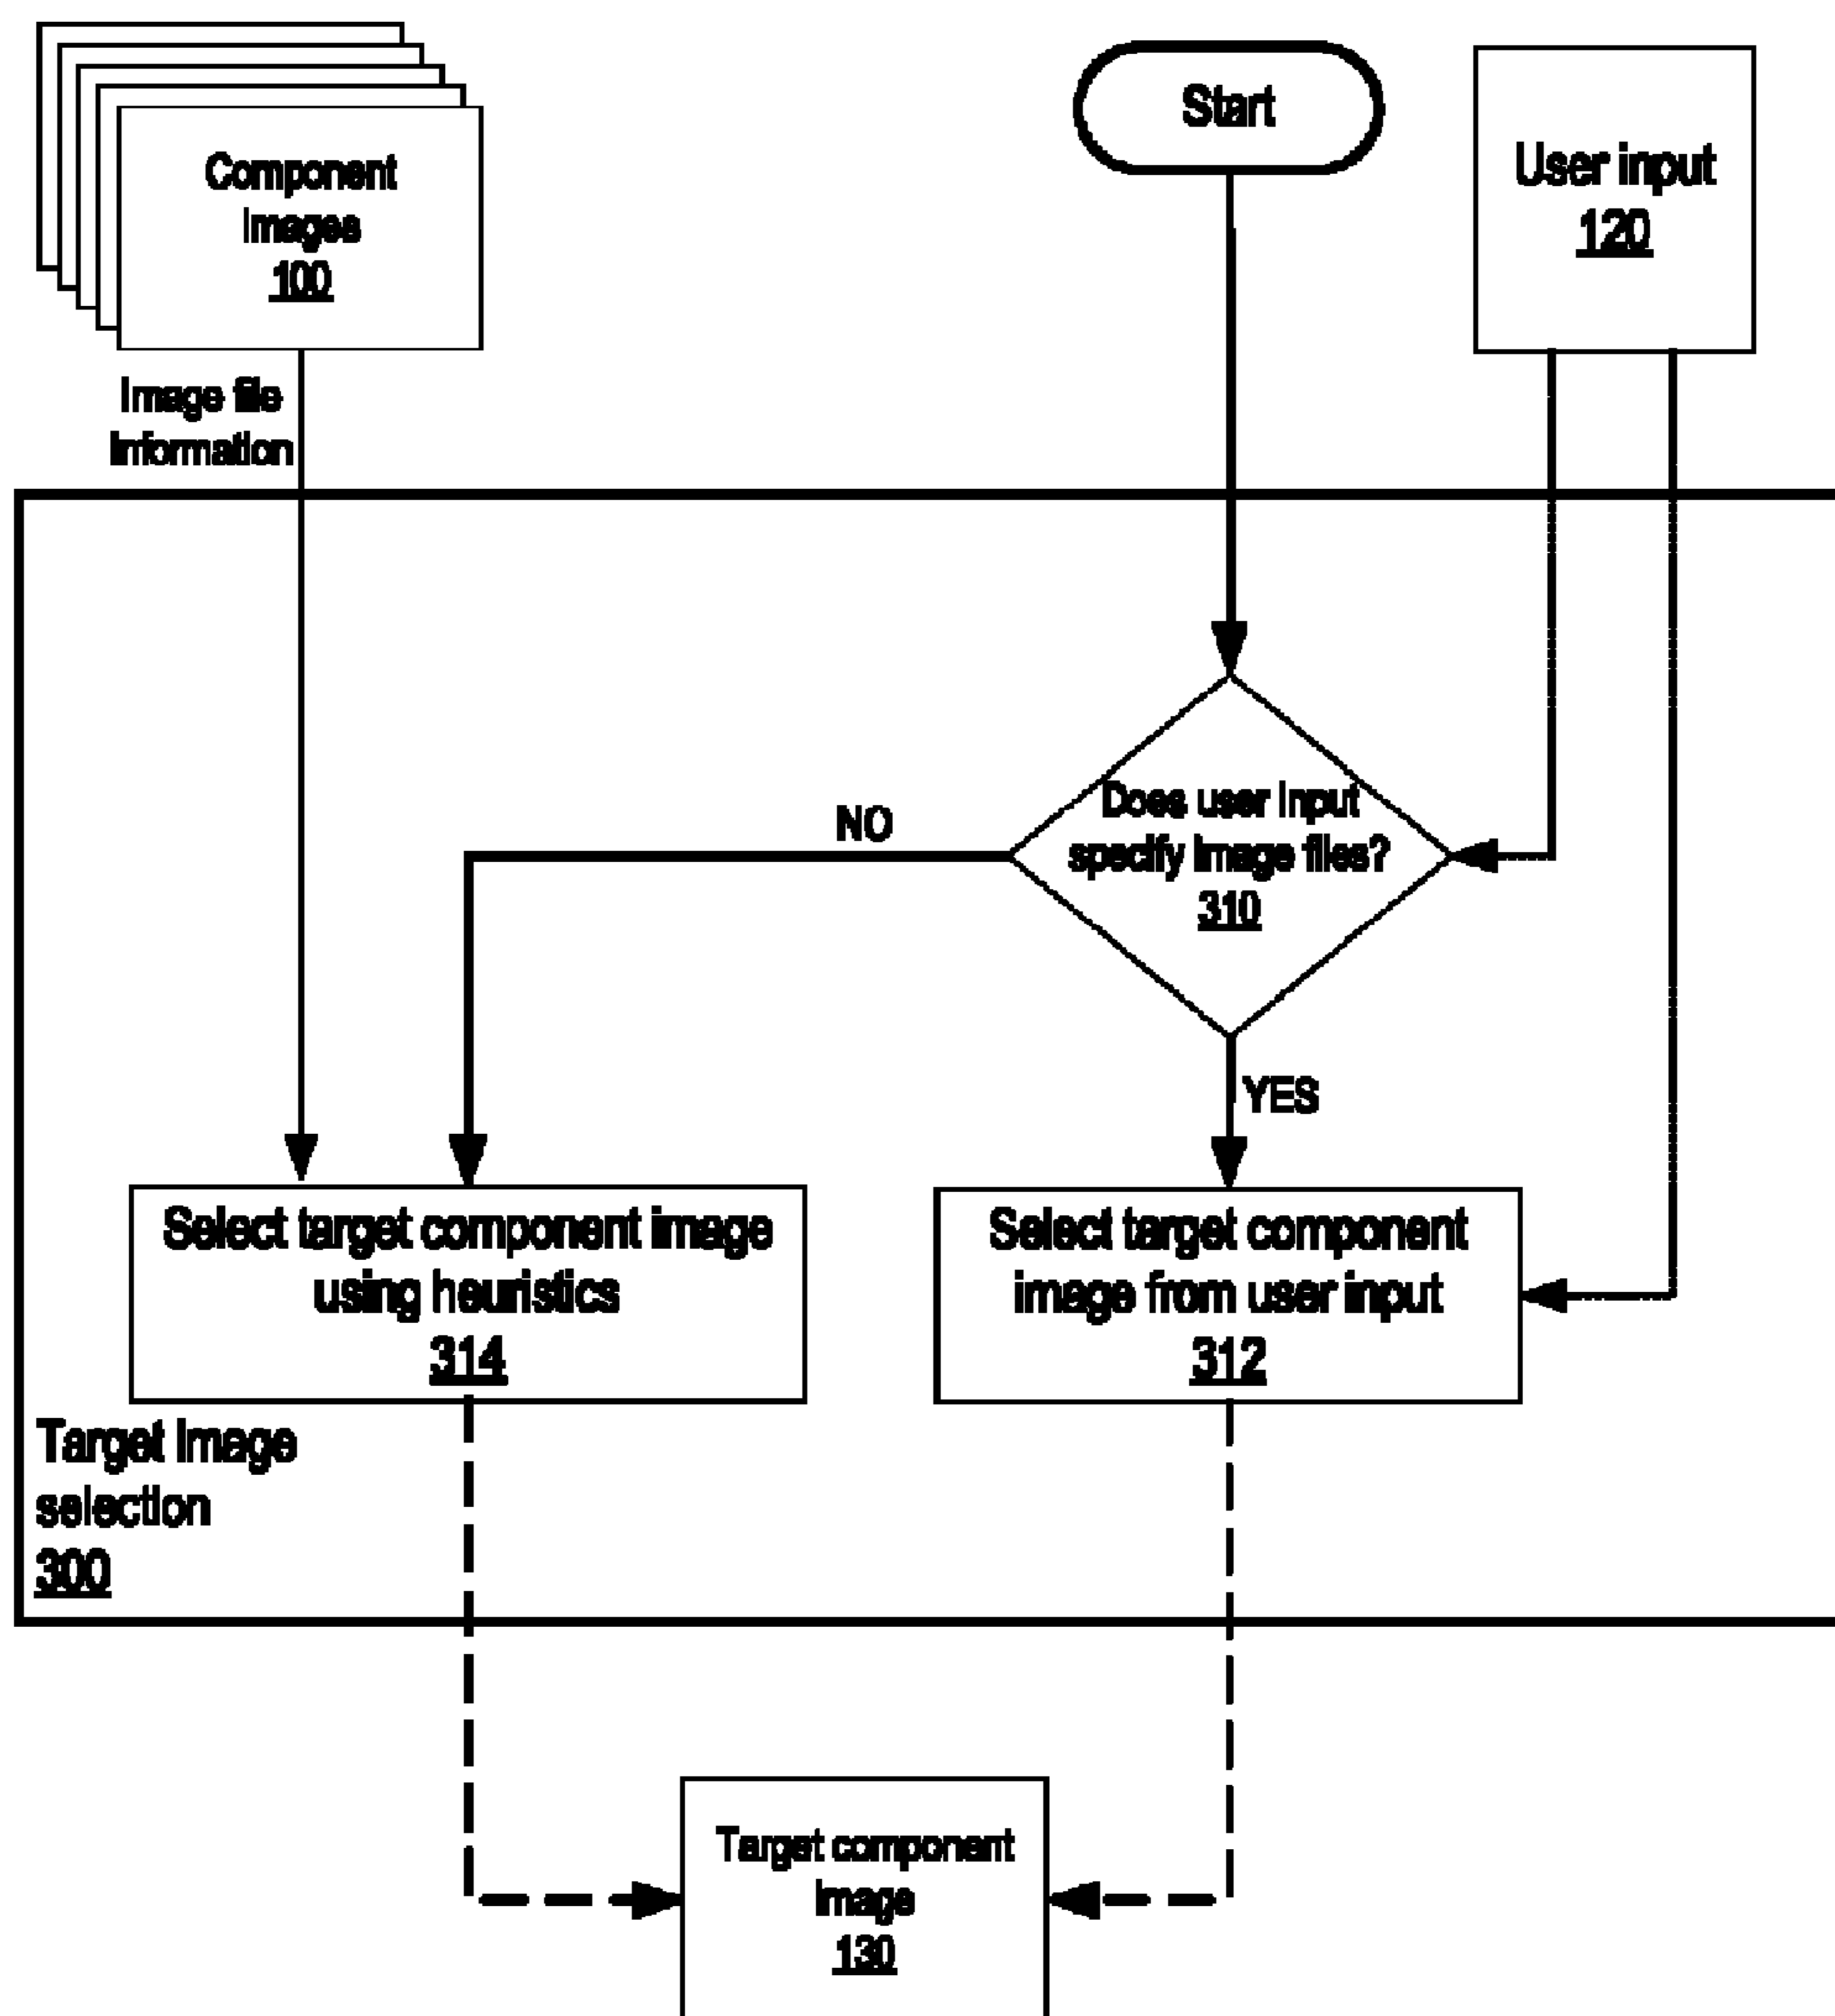 Component
Images
100
Start
User input
120
Image file
Information
Does user Input
specify Image files?
310
NO
YES
Select target component image
using heuristics
314
Select target component
image from user input
312
Target Image
selection
300
Target component
Image
130